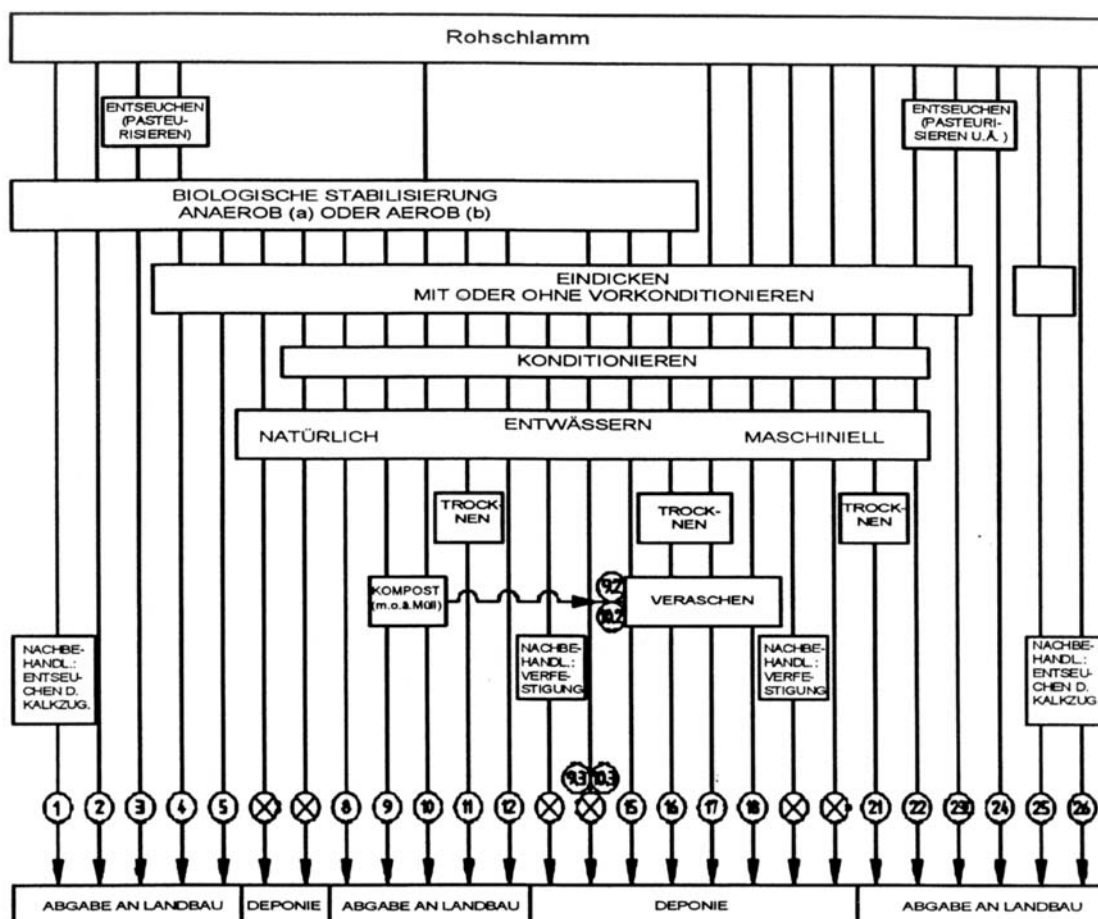 Rohschlamm
ENTSEUCHEN
(PASTEU-
RISIEREN)
ENTSEUCHEN
(PASTEURI-
SIEREN U.Ä.)
BIOLOGISCHE STABILISIERUNG
ANAEROB (a) ODER AEROB (b)
EINDICKEN
MIT ODER OHNE VORKONDITIONIEREN
KONDITIONIEREN
ENTWÄSSERN
NATÜRLICH MASCHINIELL
TROCK-
NEN
TROCK-
NEN
TROCK-
NEN
KOMPOST
(m.o.ä.Müll)
9.2
10.2
VERASCHEN
NACHBE-
HANDL.:
ENTSEU-
CHEN D.
KALKZUG.
NACHBE-
HANDL.:
VERFE-
STIGUNG
NACHBE-
HANDL.:
VERFE-
STIGUNG
NACHBE-
HANDL.:
ENTSEU-
CHEN D.
KALKZUG.
9.3 10.3
1 2 3 4 5 8 9 10 11 12 15 16 17 18 21 22 24 25 26
ABGABE AN LANDBAU DEPONIE ABGABE AN LANDBAU DEPONIE ABGABE AN LANDBAU